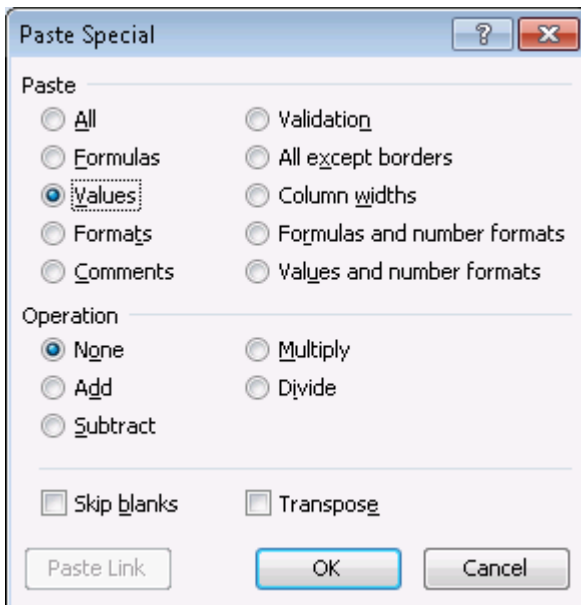 Paste Special
Paste
All
Validation
Formulas
All except borders
Values
Column widths
Formats
Formulas and number formats
Comments
Values and number formats
Operation
None
Multiply
Add
Divide
Subtract
Skip blanks
Transpose
Paste Link
OK
Cancel